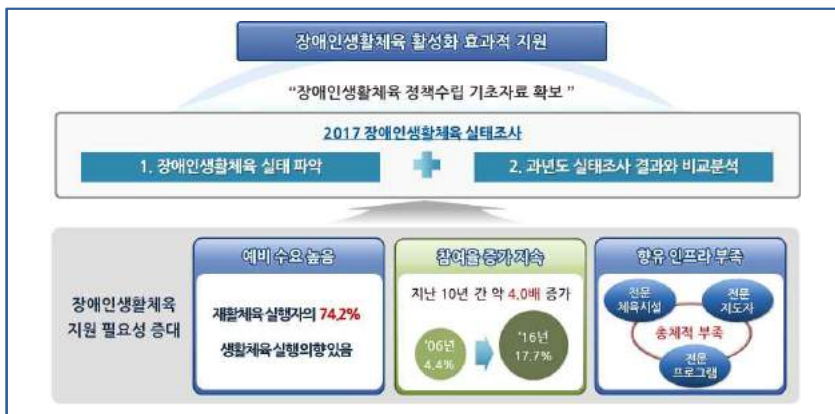 장애인생활체육 활성화 효과적 지원
“장애인생활체육 정책수립 기초자료 확보 ”
2017 장애인생활체육 실태조사
1. 장애인생활체육 실태 파악
2. 과년도 실태조사 결과와 비교분석
장애인생활체육
지원 필요성 증대
예비 수요 높음
재활체육 실행자의 74.2%
생활체육 실행의향 있음
참여율 증가 지속
지난 10년 간 약 4.0배 증가
'06년
4.4%
'16년
17.7%
향유 인프라 부족
전문
체육시설
전문
지도자
총체적 부족
전문
프로그램